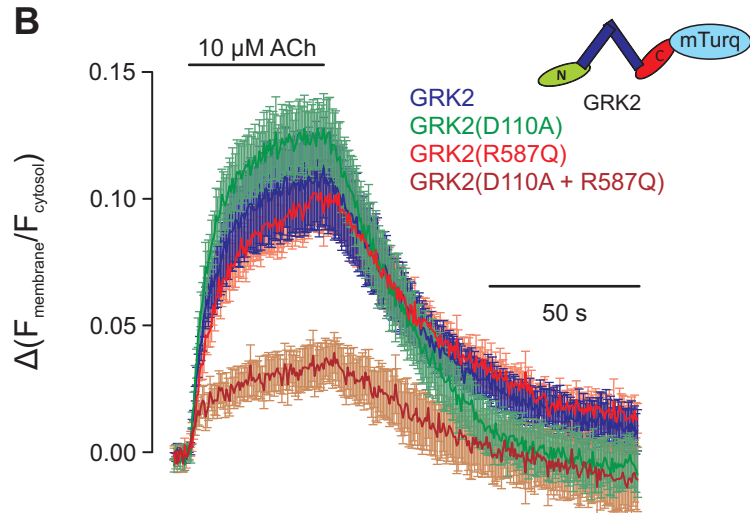 B
10 µM ACh
N
C
mTurq
GRK2
GRK2
GRK2(D110A)
GRK2(R587Q)
GRK2(D110A + R587Q)
Δ(Fmembrane/Fcytosol)
0.15
0.10
0.05
0.00
50 s